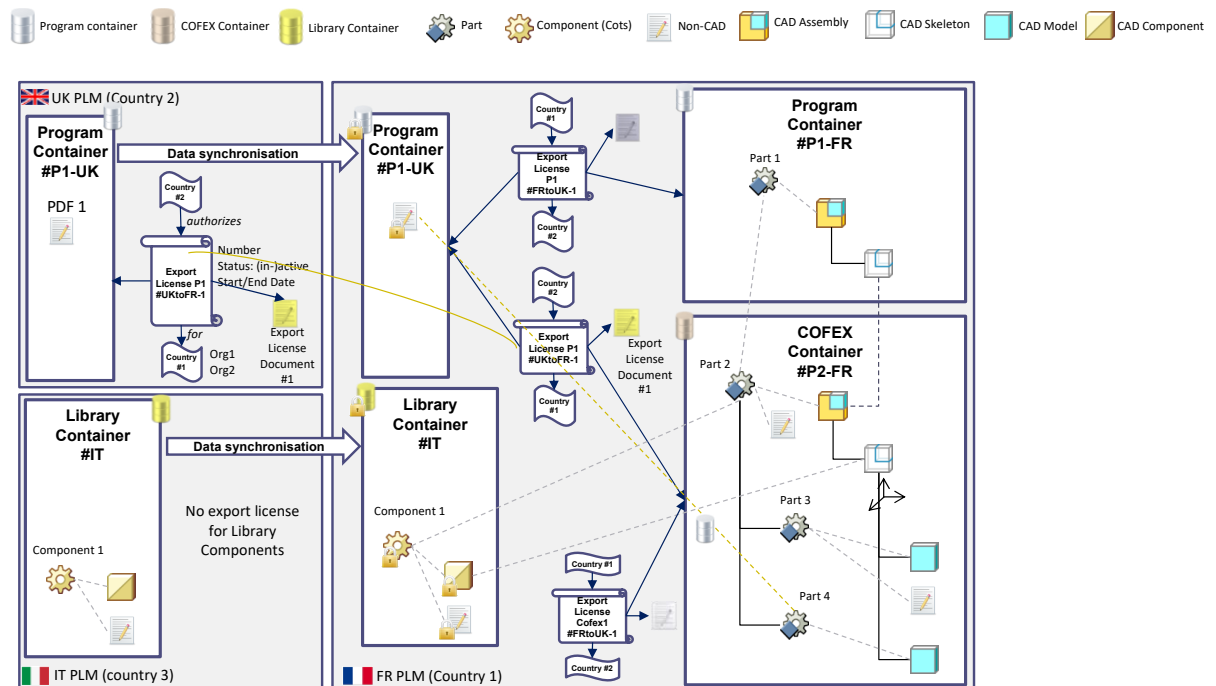 Program container
COFEX Container
Library Container
Part
Component (Cots)
Non-CAD
CAD Assembly
CAD Skeleton
CAD Model
CAD Component
UK PLM (Country 2)
Program
Container
#P1-UK
PDF 1
Data synchronisation
Country
#2
authorizes
Export
License P1
#UKtoFR-1
Number
Status: (in-)active
Start/End Date
for
Country
#1
Org1
Org2
Export
License
Document
#1
Library
Container
#IT
Data synchronisation
No export license
for Library
Components
Component 1
IT PLM (country 3)
Program
Container
#P1-UK
Country
#1
Export
License
P1
#FRtoUK-1
Country
#2
Country
#2
Export
License P1
#UKtoFR-1
Country
#1
Export
License
Document
#1
Library
Container
#IT
Component 1
Country #1
Export
License
Cofex1
#FRtoUK-1
Country #2
FR PLM (Country 1)
Program
Container
#P1-FR
Part 1
COFEX
Container
#P2-FR
Part 2
Part 3
Part 4